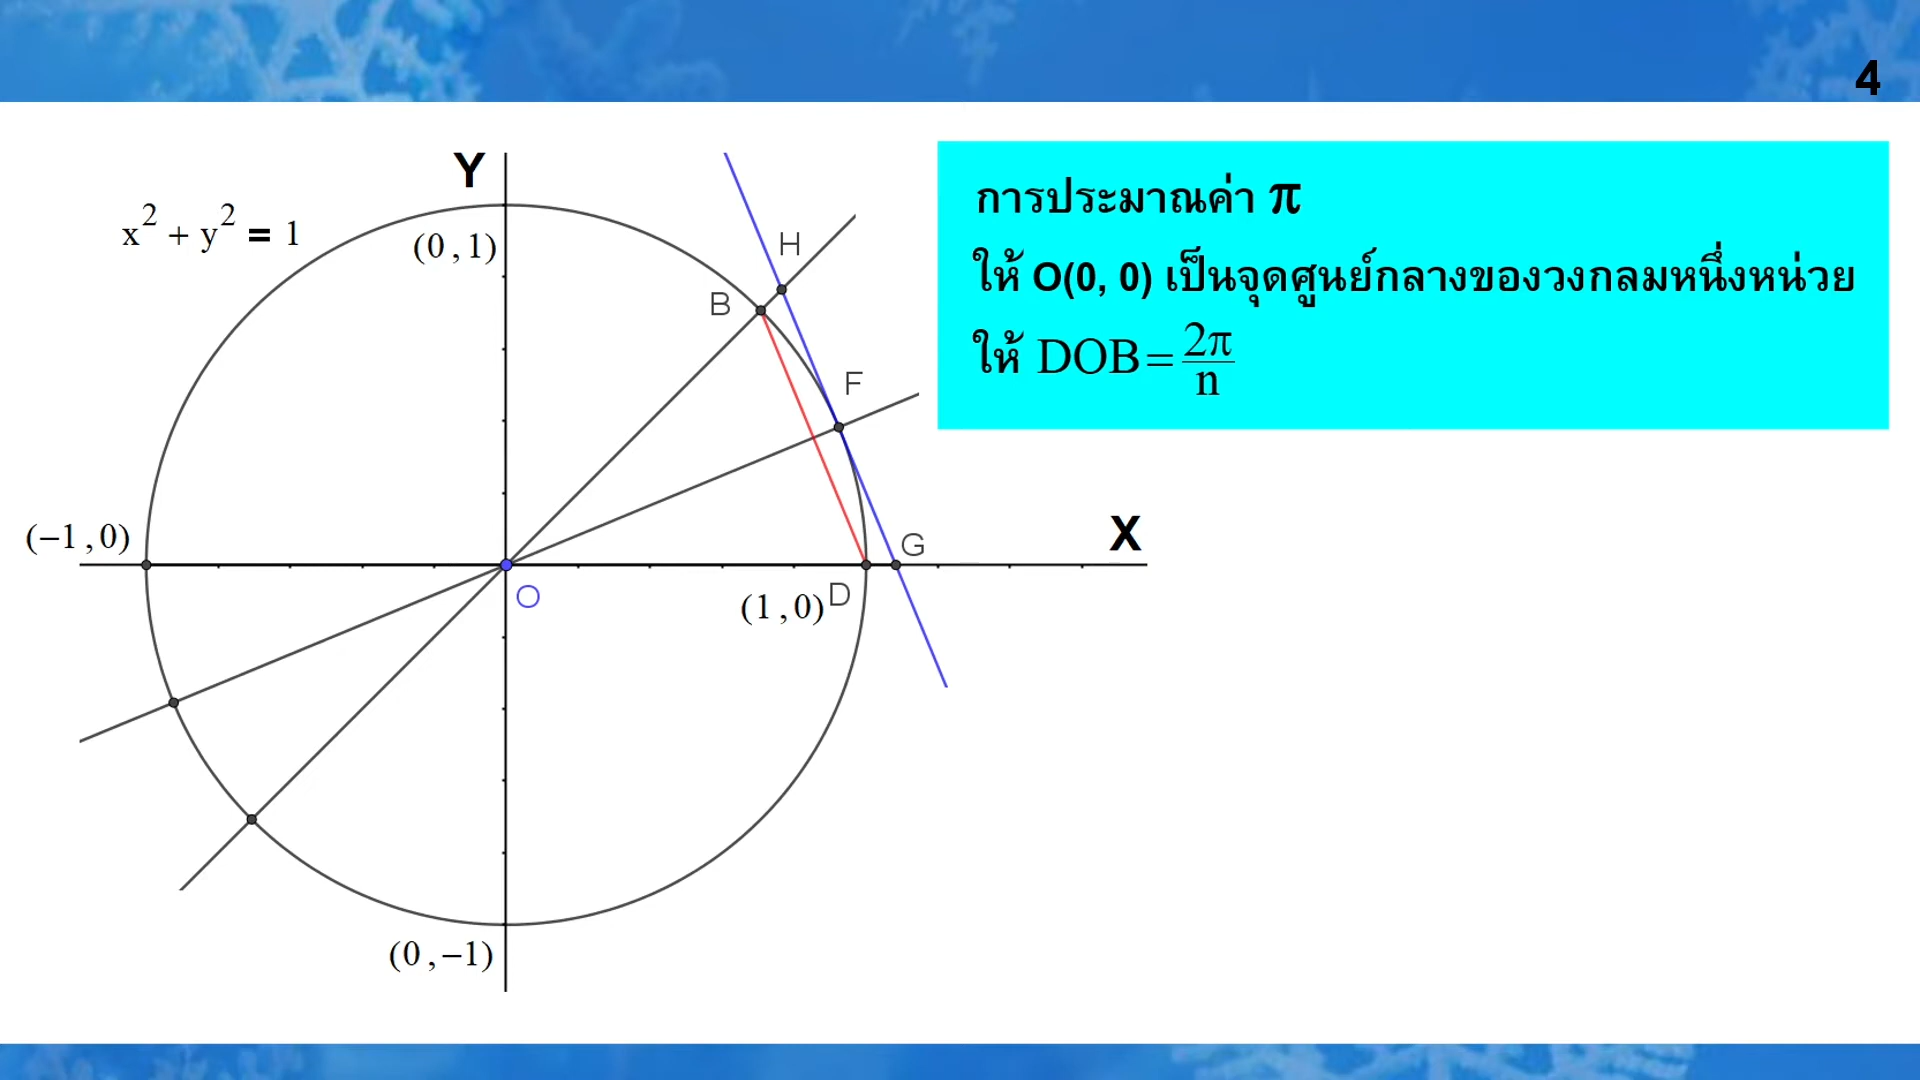 4
Y
x² + y² = 1
(0 , 1)
H
B
F
(−1 , 0)
X
G
O
(1 , 0)
D
(0 , −1)
การประมาณค่า π
ให้ O(0, 0) เป็นจุดศูนย์กลางของวงกลมหนึ่งหน่วย
ให้ DOB = 2π/n